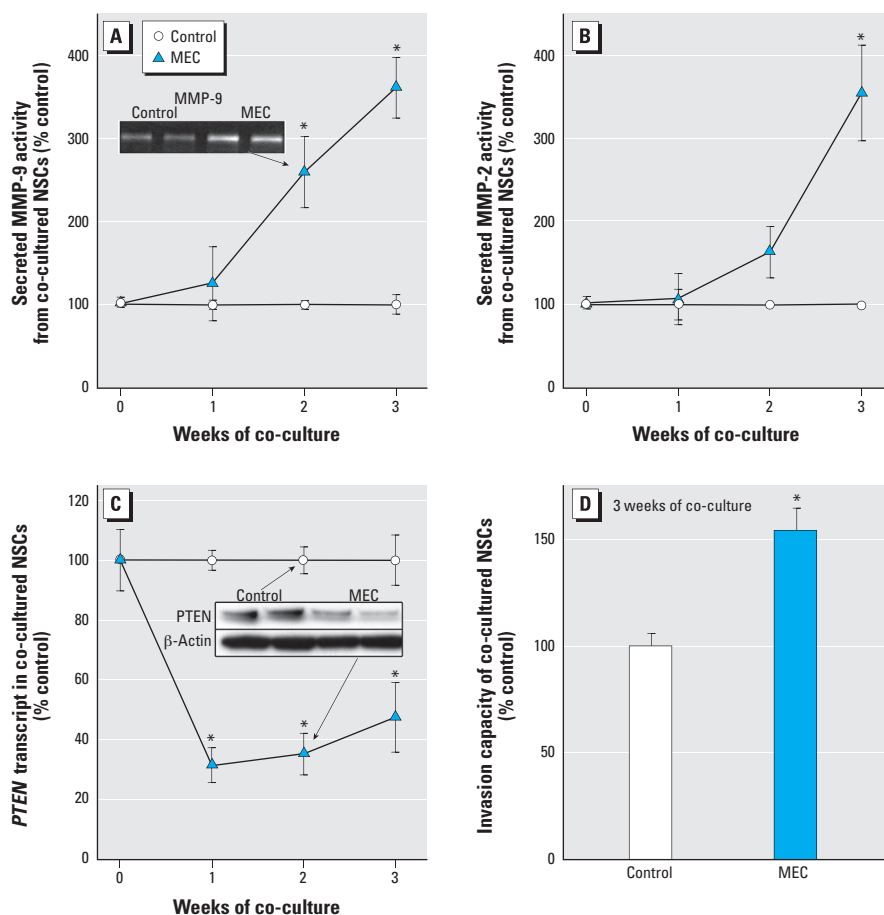 A
Control
MEC
MMP-9
Control MEC
*
*
400
300
200
100
0
Secreted MMP-9 activity
from co-cultured NSCs (% control)
0 1 2 3
Weeks of co-culture
B
*
400
300
200
100
0
Secreted MMP-2 activity
from co-cultured NSCs (% control)
0 1 2 3
Weeks of co-culture
C
120
100
80
60
40
20
0
PTEN transcript in co-cultured NSCs
(% control)
Control MEC
PTEN
β-Actin
*
*
*
0 1 2 3
Weeks of co-culture
D
3 weeks of co-culture
*
150
100
50
0
Invasion capacity of co-cultured NSCs
(% control)
Control MEC